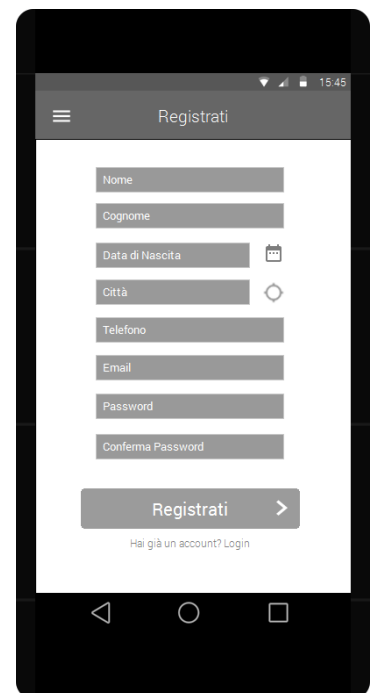 15:45
Registrati
Nome
Cognome
Data di Nascita
Città
Telefono
Email
Password
Conferma Password
Registrati
Hai già un account? Login